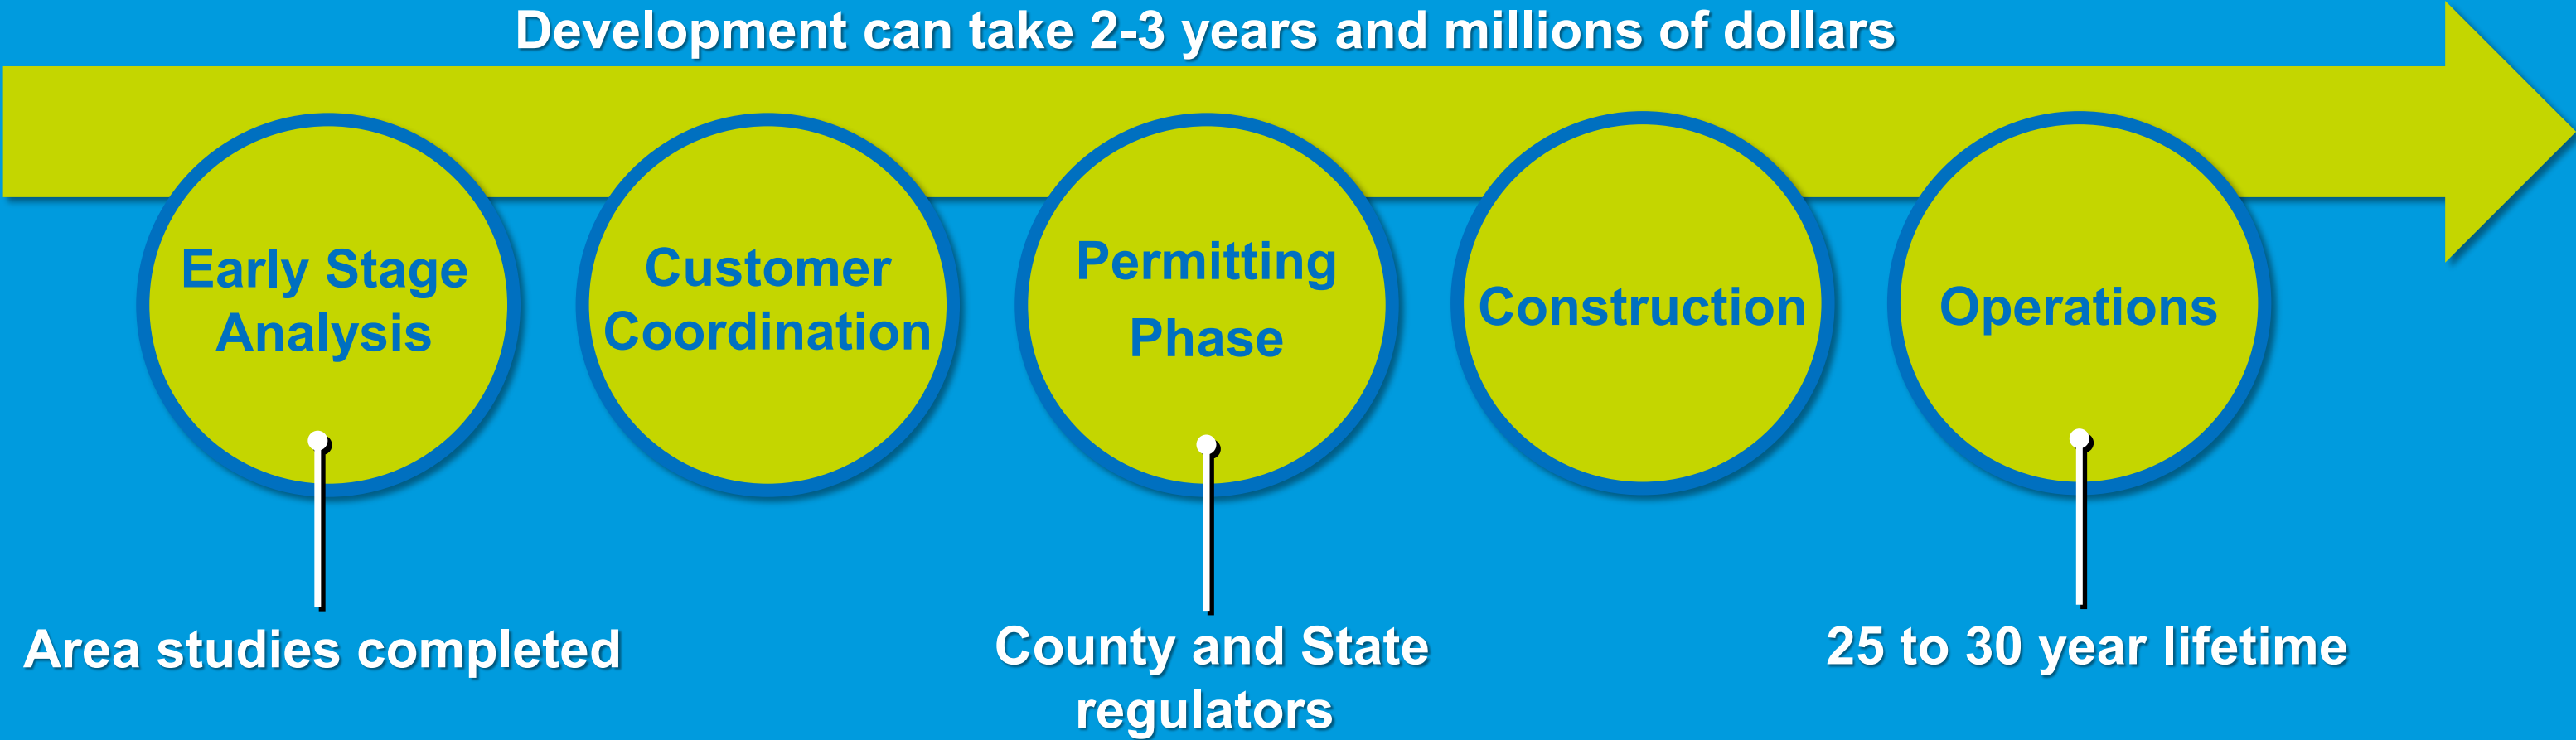 Development can take 2-3 years and millions of dollars
Early Stage
Analysis
Customer
Coordination
Permitting
Phase
Construction
Operations
Area studies completed
County and State
regulators
25 to 30 year lifetime